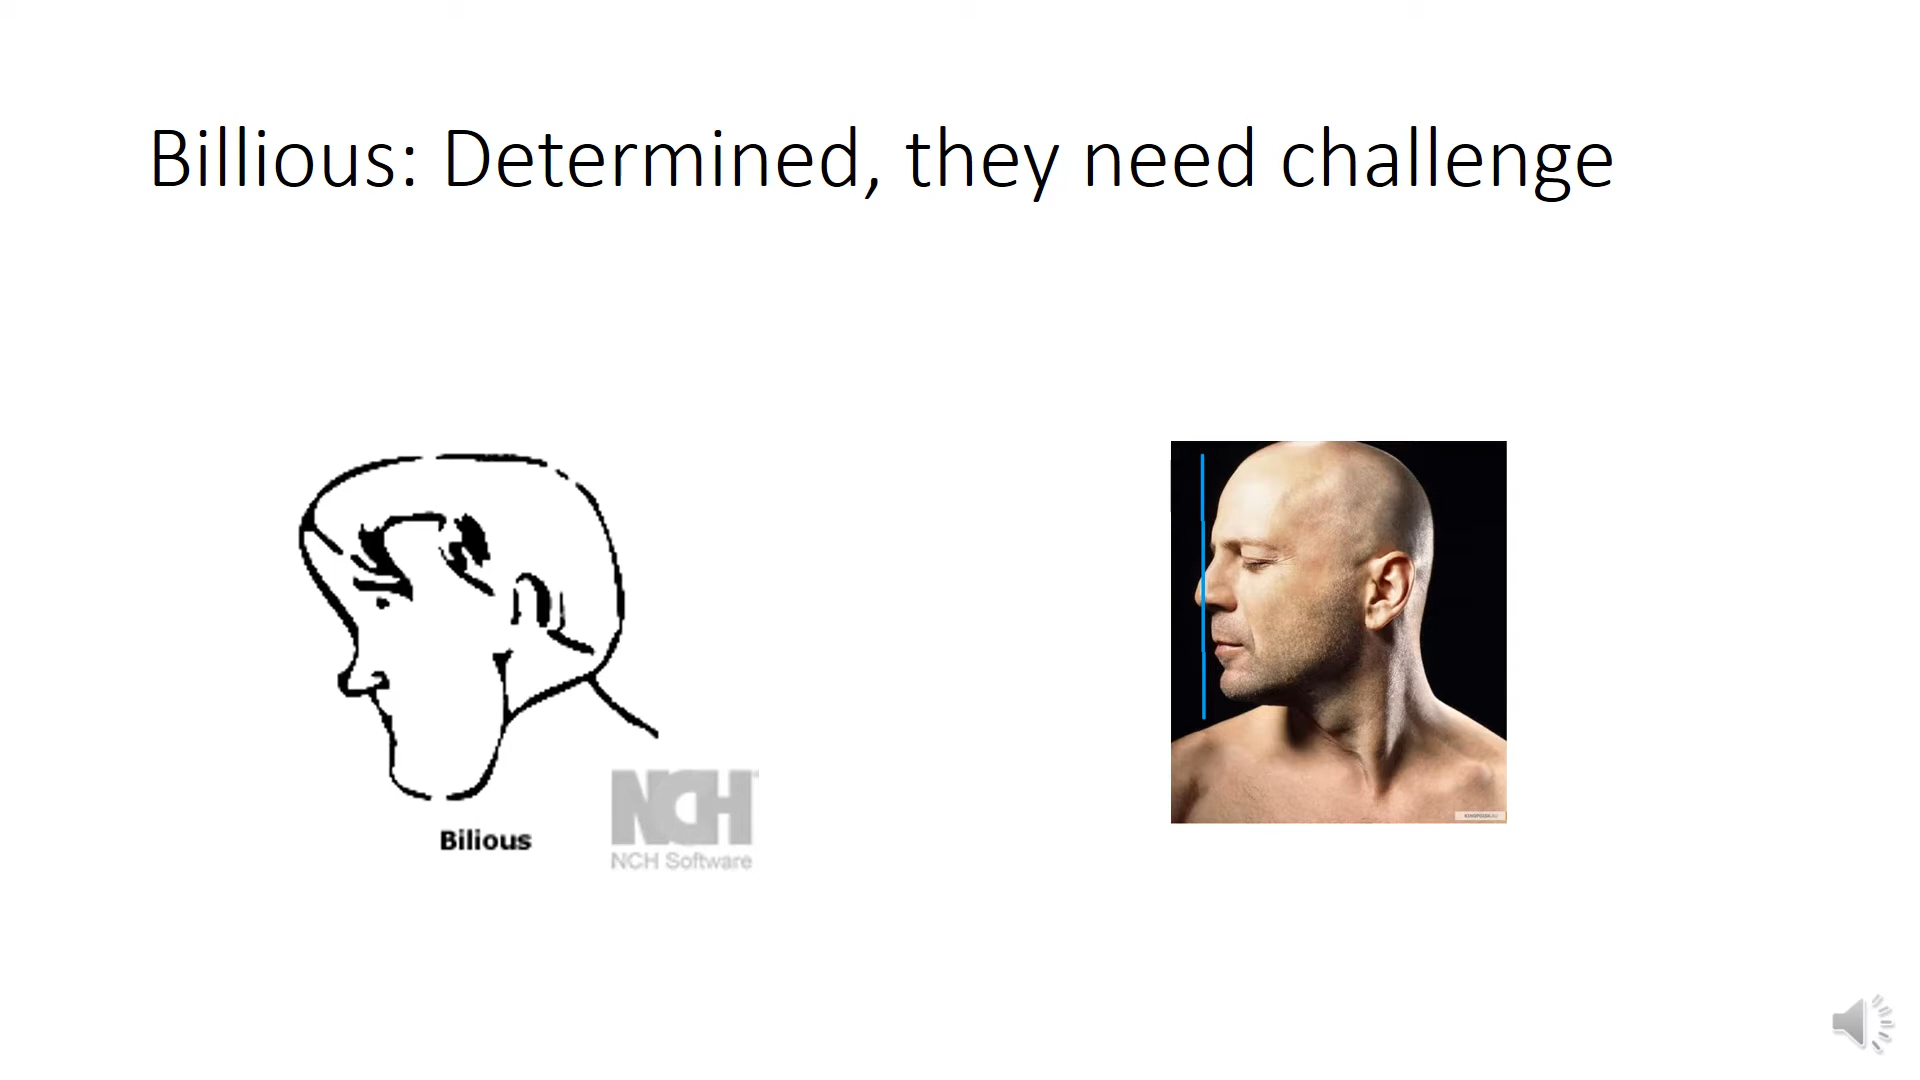 Billious: Determined, they need challenge
Bilious
NCH
NCH Software